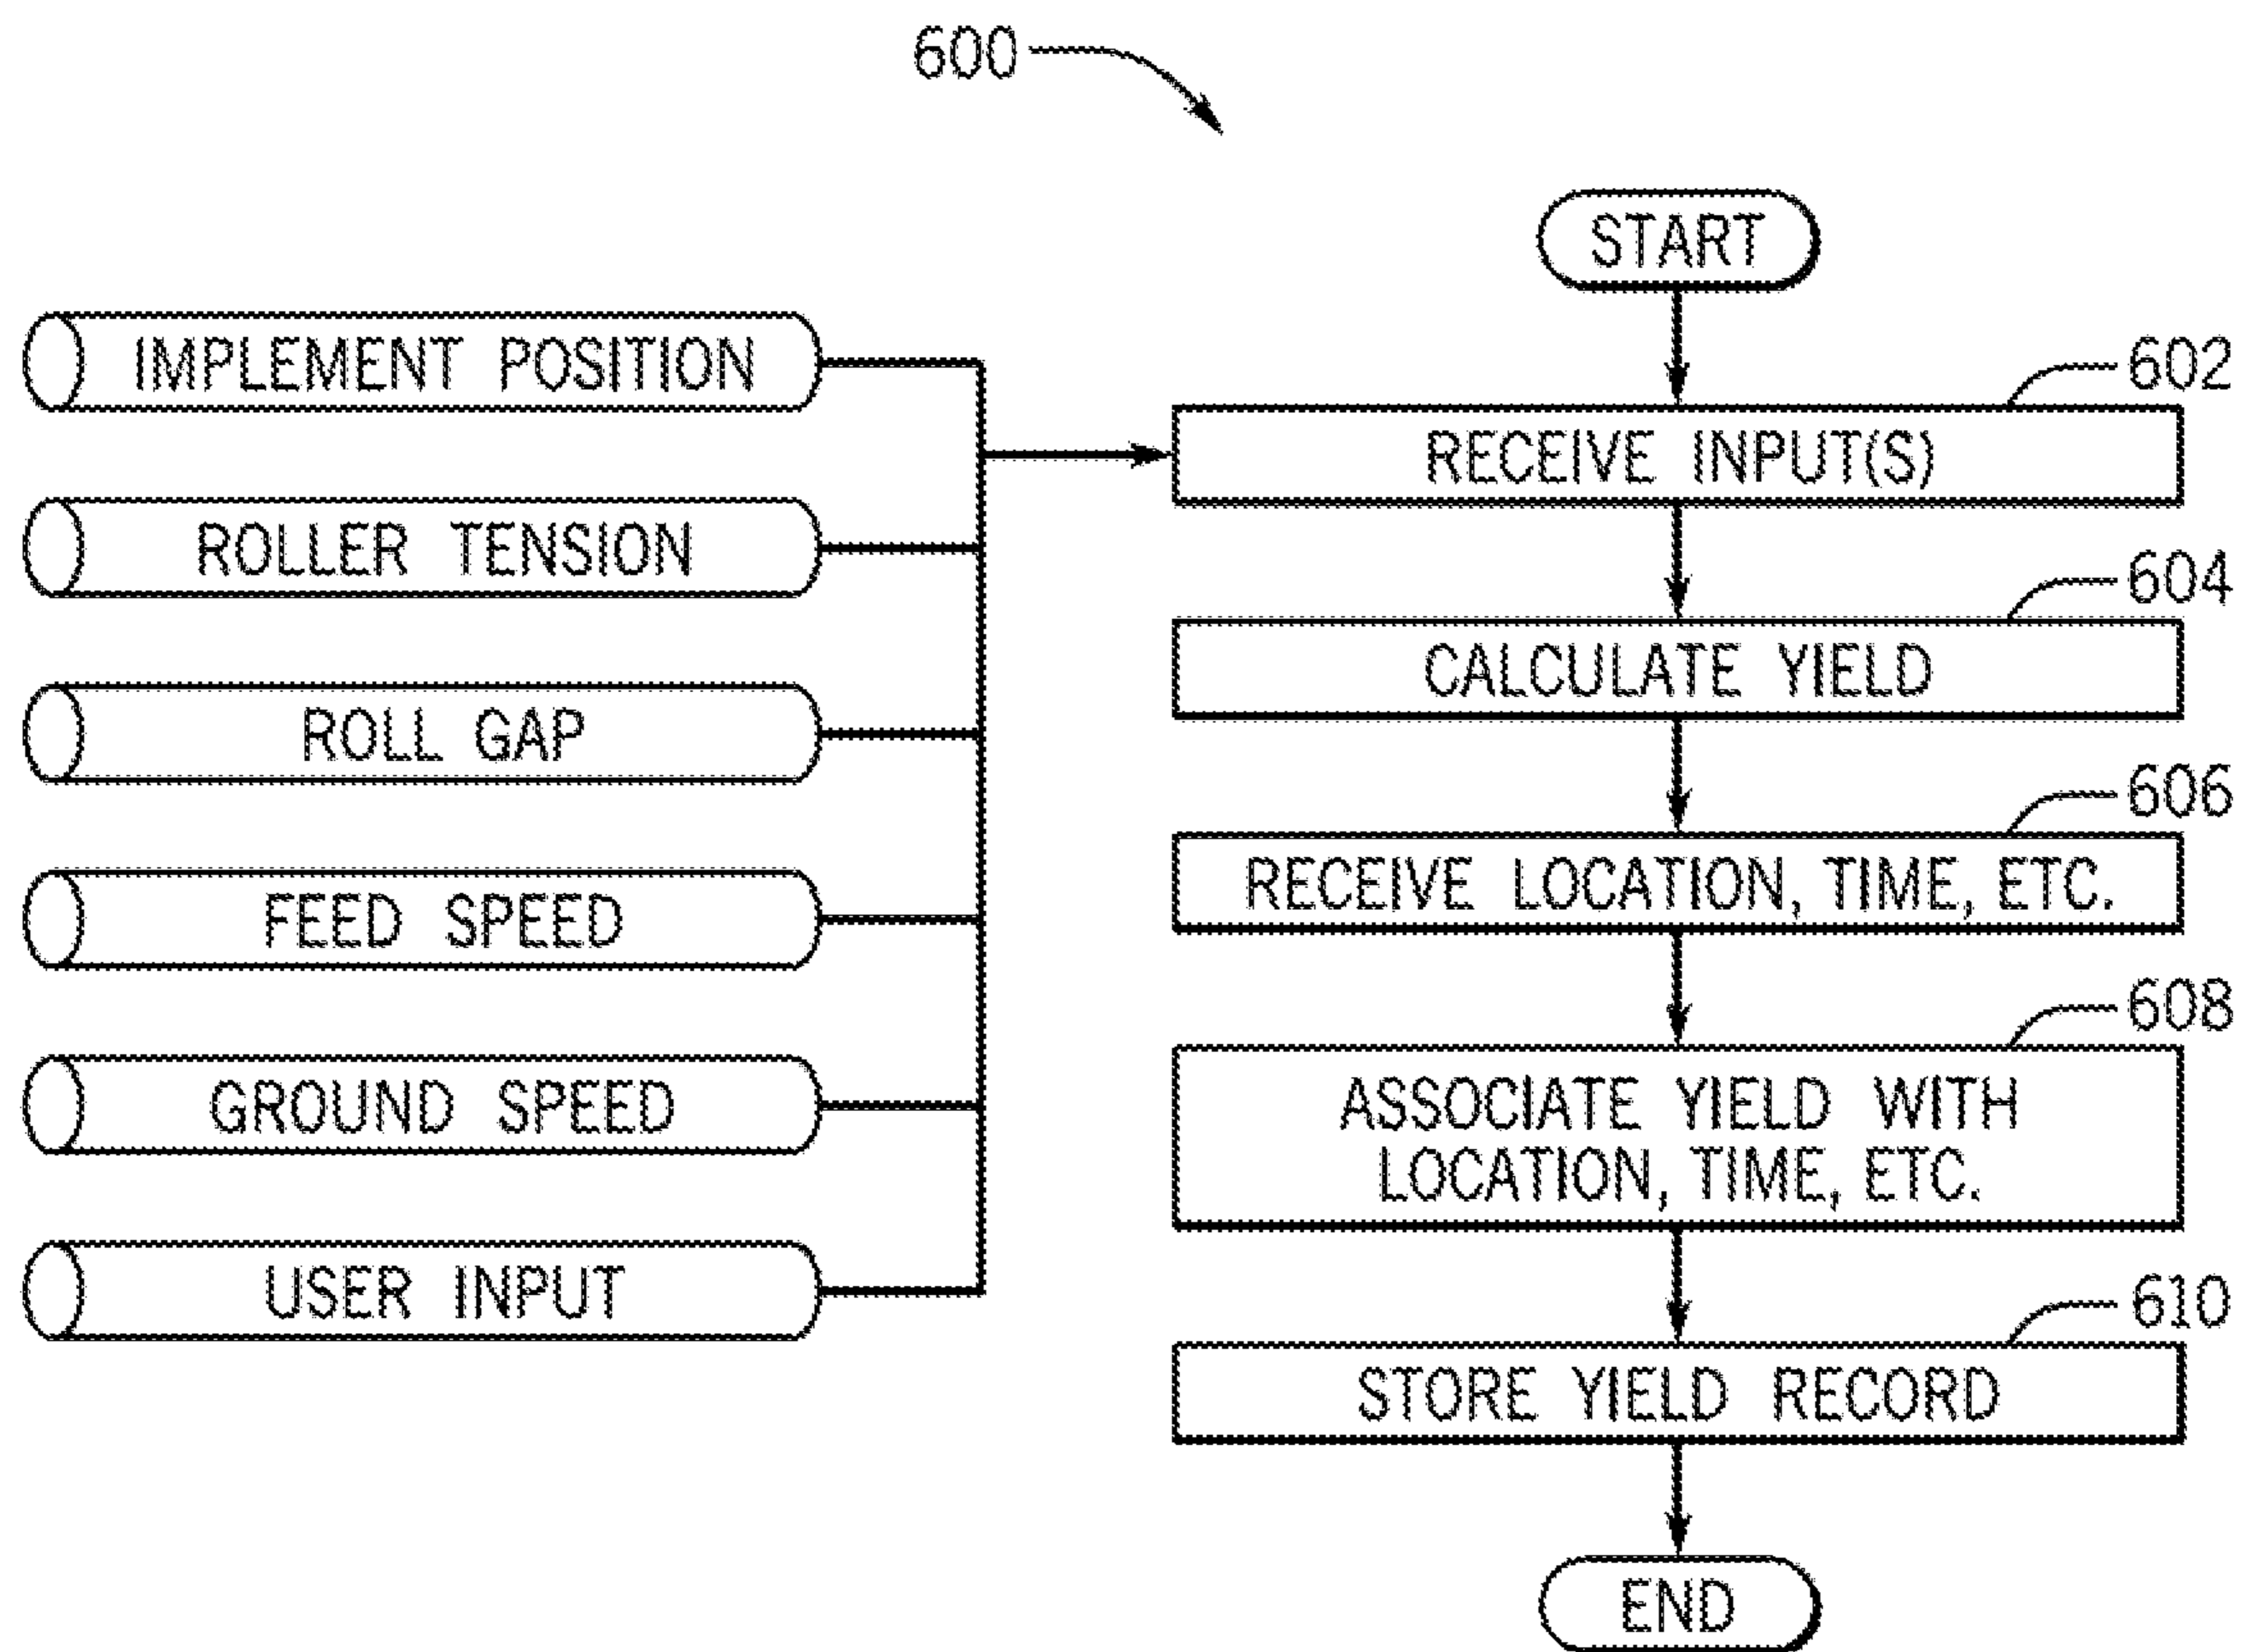 600
START
IMPLEMENT POSITION
ROLLER TENSION
ROLL GAP
FEED SPEED
GROUND SPEED
USER INPUT
602
RECEIVE INPUT(S)
604
CALCULATE YIELD
606
RECEIVE LOCATION, TIME, ETC.
608
ASSOCIATE YIELD WITH
LOCATION, TIME, ETC.
610
STORE YIELD RECORD
END